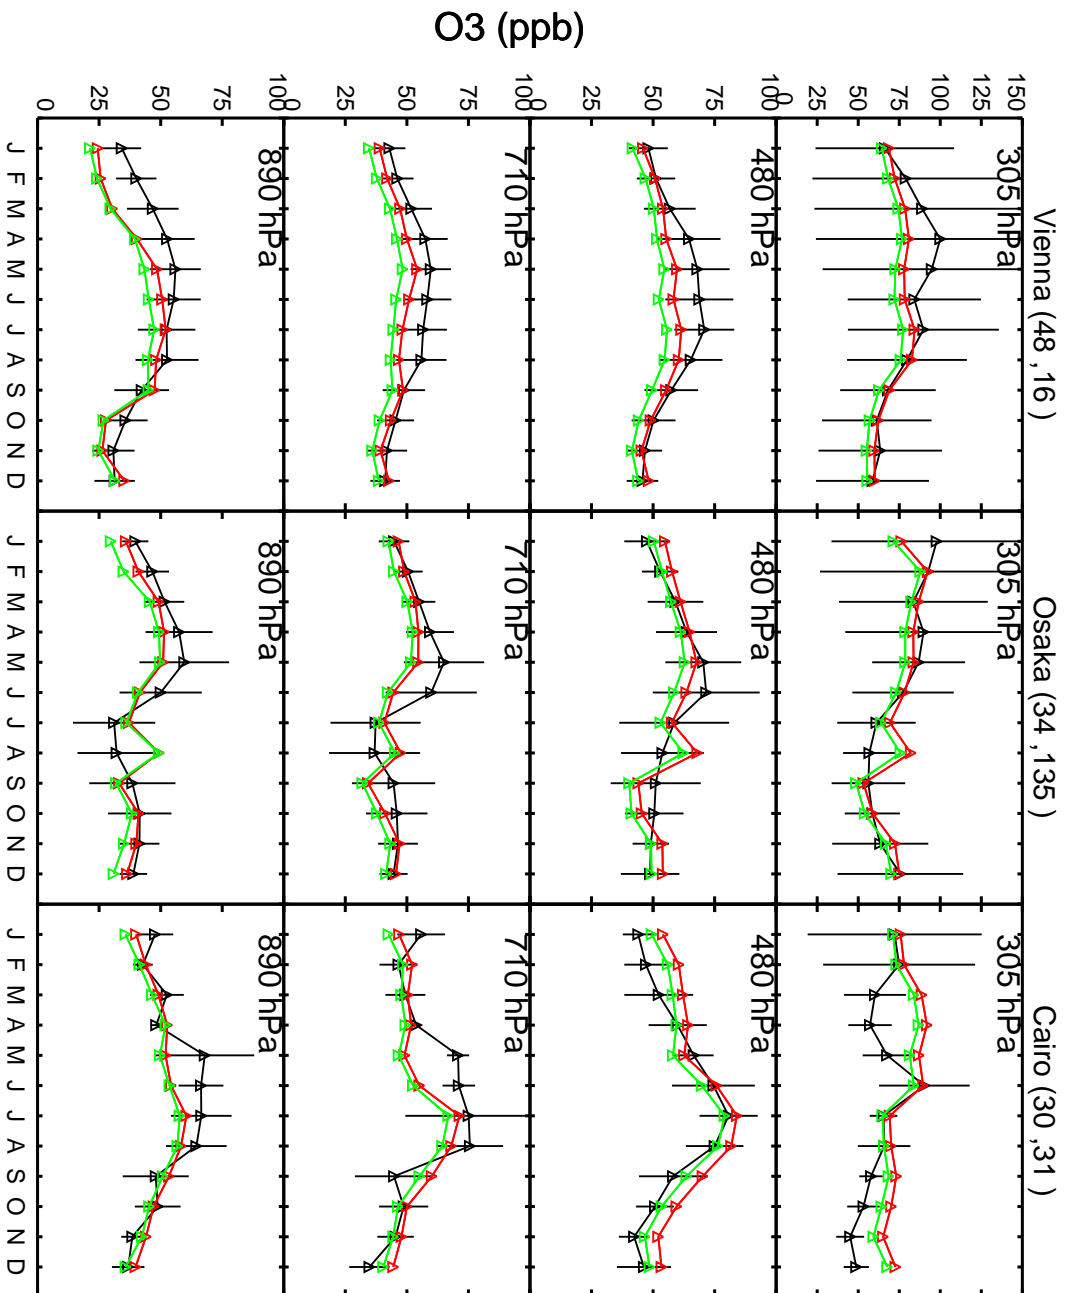 O3 (ppb)
Vienna (48 ,16 )
Osaka (34 ,135 )
Cairo (30 ,31 )
150
125
100
75
50
25
0
305 hPa
305 hPa
305 hPa
100
75
50
25
0
480 hPa
480 hPa
480 hPa
100
75
50
25
0
710 hPa
710 hPa
710 hPa
100
75
50
25
0
890 hPa
890 hPa
890 hPa
J F M A M J J A S O N D
J F M A M J J A S O N D
J F M A M J J A S O N D